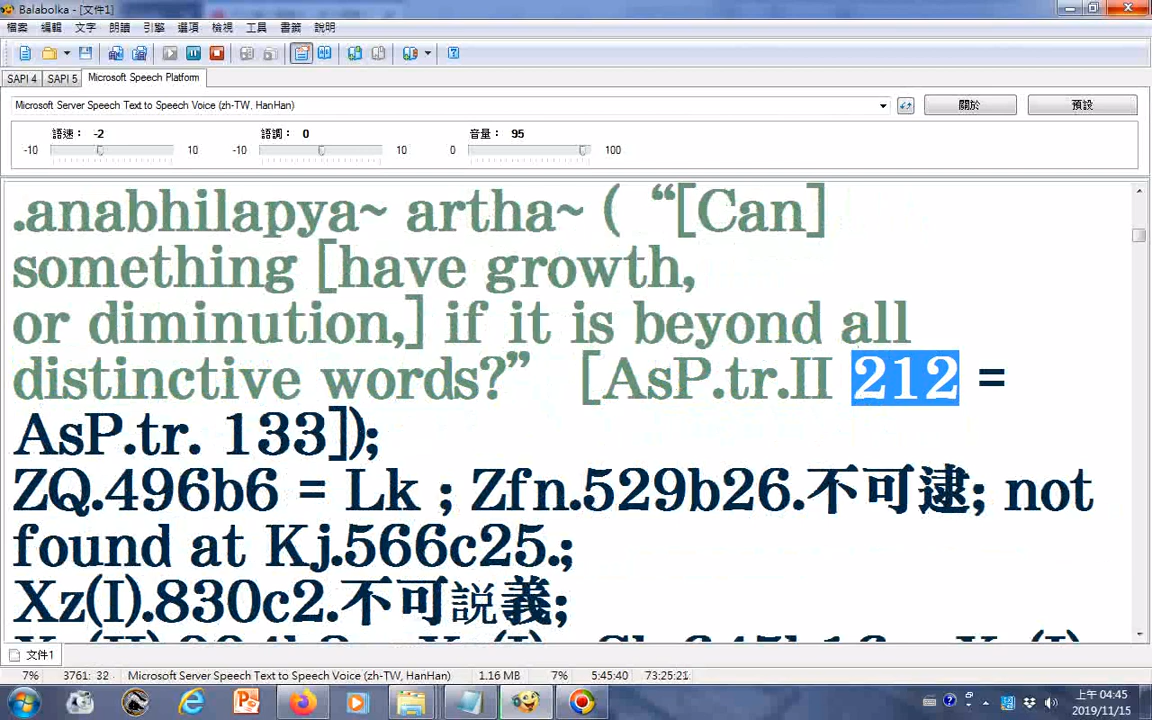 Balabolka - [文件1]
檔案 編輯 文字 朗讀 引擎 選項 檢視 工具 書籤 說明
SAPI 4 SAPI 5 Microsoft Speech Platform
Microsoft Server Speech Text to Speech Voice (zh-TW, HanHan) 關於 預設
語速： -2 語調： 0 音量： 95
-10 10 -10 10 0 100
.anabhilapya~ artha~ ( “[Can]
something [have growth,
or diminution,] if it is beyond all
distinctive words?” [AsP.tr.II 212 =
AsP.tr. 133]);
ZQ.496b6 = Lk ; Zfn.529b26.不可逮; not
found at Kj.566c25.;
Xz(I).830c2.不可説義;
文件1
7% 3761: 32 Microsoft Server Speech Text to Speech Voice (zh-TW, HanHan) 1.16 MB 7% 5:45:40 73:25:21
上午 04:45
2019/11/15